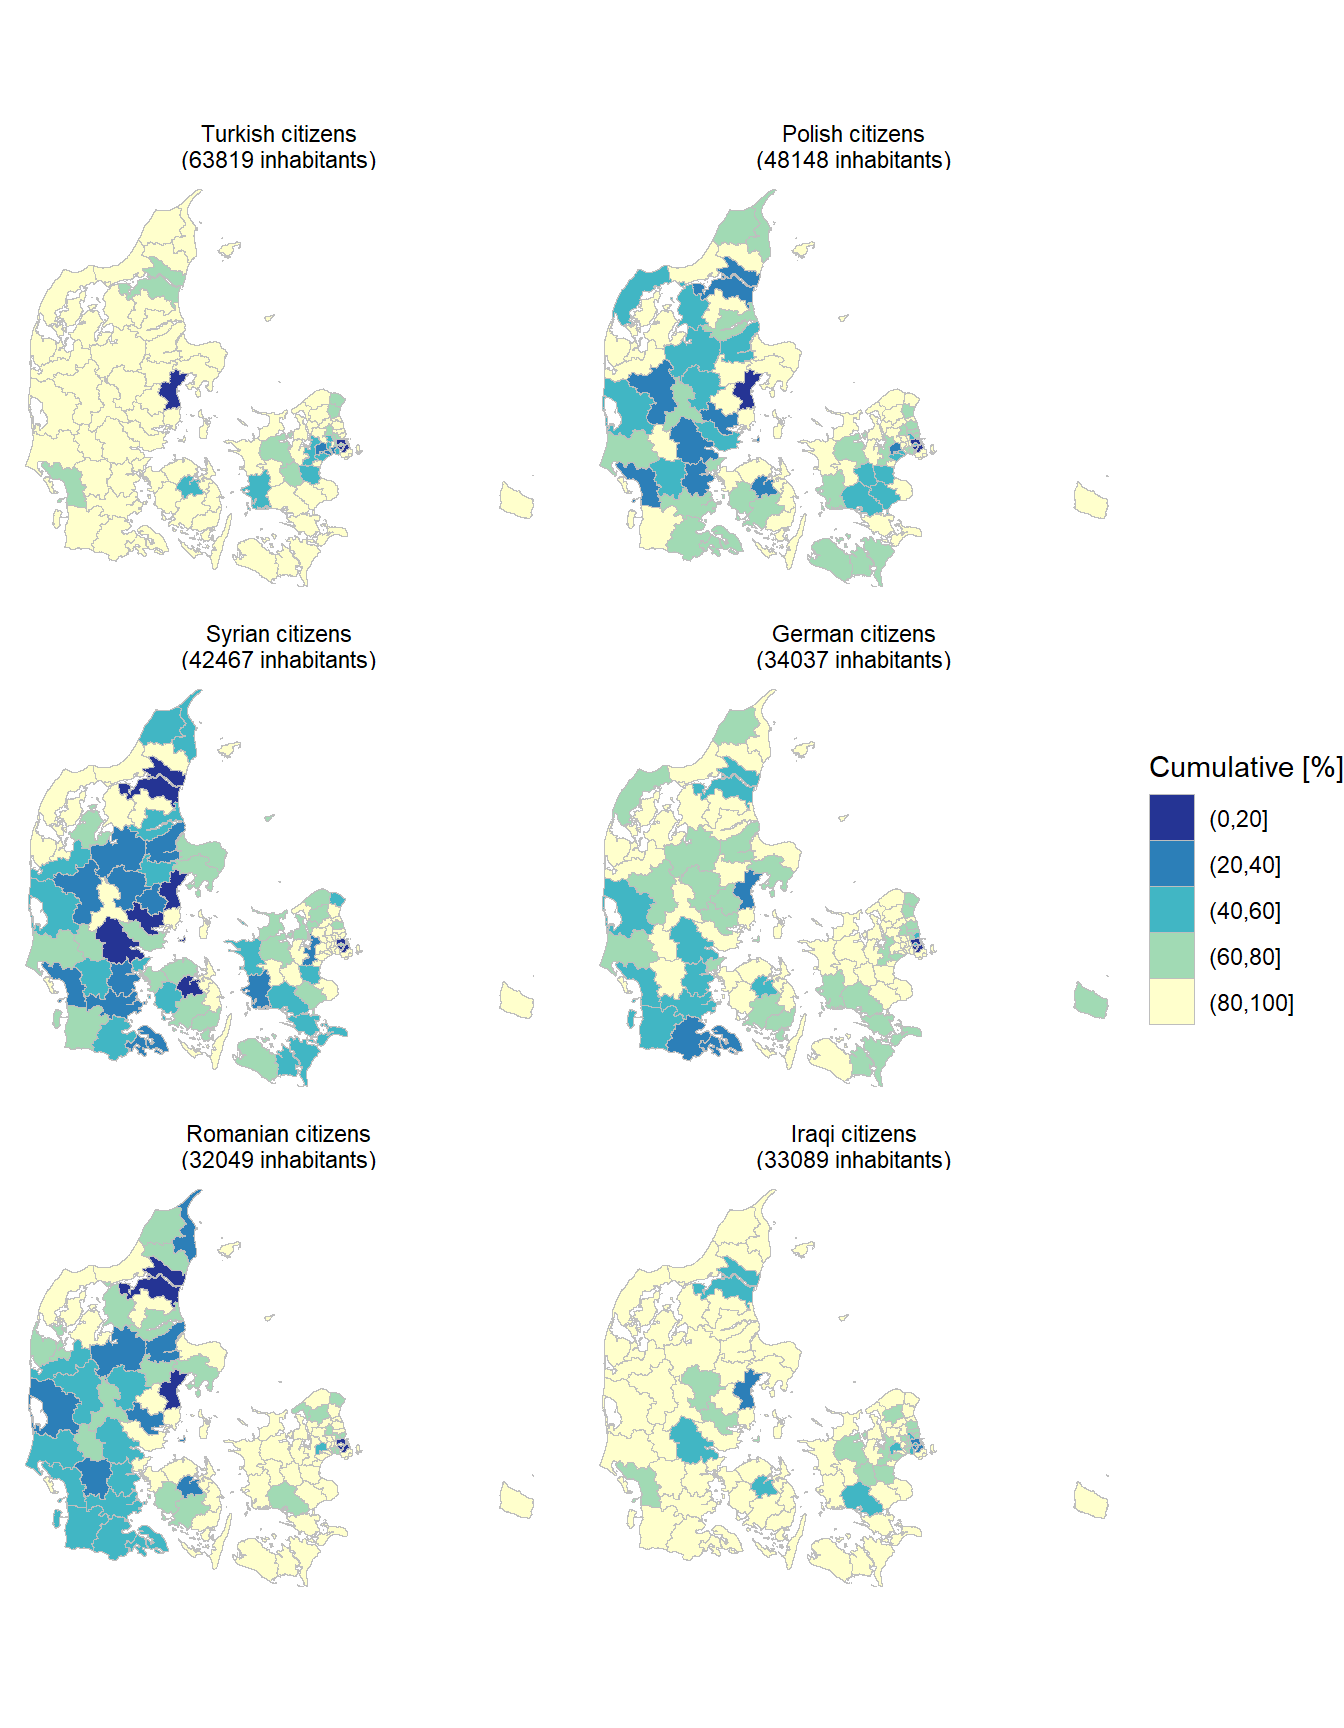 Turkish citizens
(63819 inhabitants)
Polish citizens
(48148 inhabitants)
Syrian citizens
(42467 inhabitants)
German citizens
(34037 inhabitants)
Cumulative [%]
(0,20]
(20,40]
(40,60]
(60,80]
(80,100]
Romanian citizens
(32049 inhabitants)
Iraqi citizens
(33089 inhabitants)